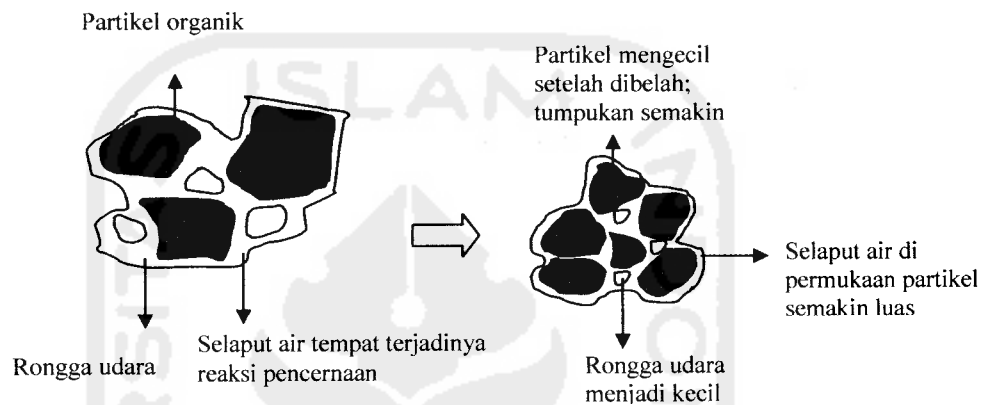 Partikel organik
Partikel mengecil
setelah dibelah;
tumpukan semakin
Selaput air di
permukaan partikel
semakin luas
Rongga udara
Selaput air tempat terjadinya
reaksi pencernaan
Rongga udara
menjadi kecil
ISLAM